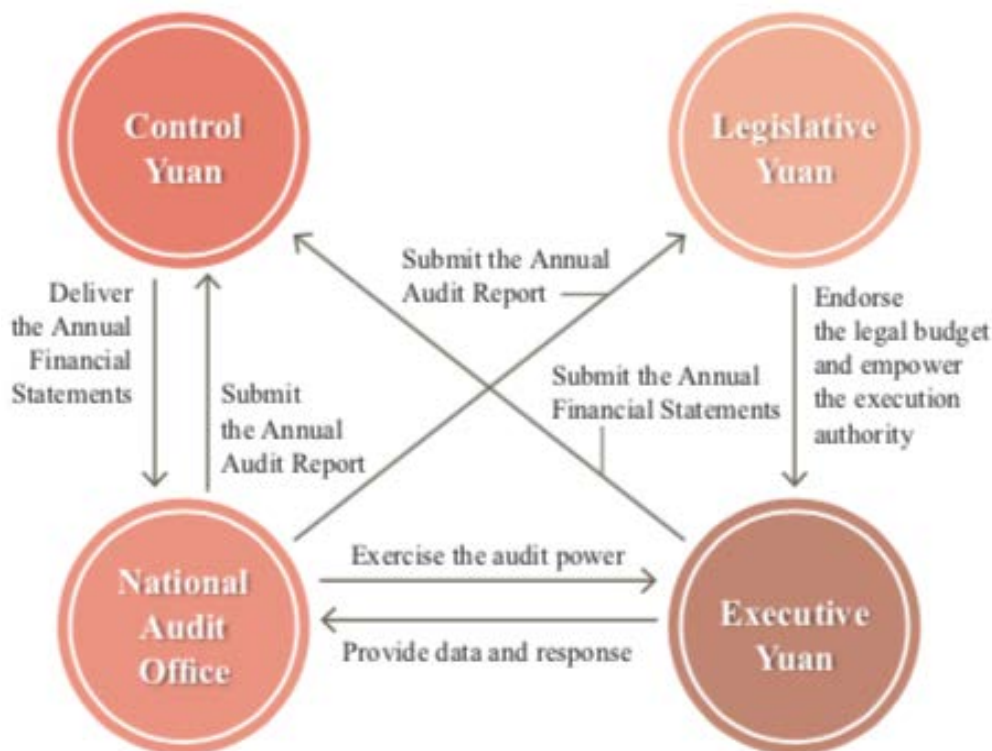 Control
Yuan
Legislative
Yuan
Deliver
the Annual
Financial
Statements
Submit
the Annual
Audit Report
Submit the Annual
Audit Report
Submit the Annual
Financial Statements
Endorse
the legal budget
and empower
the execution
authority
National
Audit
Office
Exercise the audit power
Provide data and response
Executive
Yuan